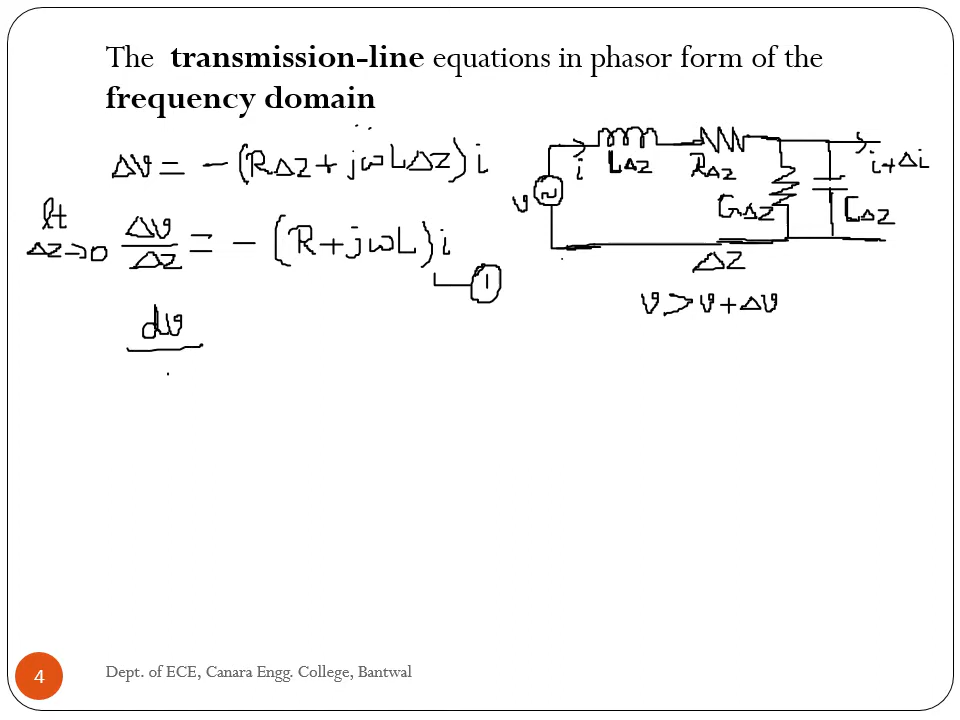 The transmission-line equations in phasor form of the
frequency domain
Δv = - (RΔz + jωLΔz) i
lt Δz→0 Δv/Δz = - (R + jωL) i
1
dv
i LΔz RΔz i+Δi
v GΔz CΔz
Δz
v > v + Δv
4 Dept. of ECE, Canara Engg. College, Bantwal